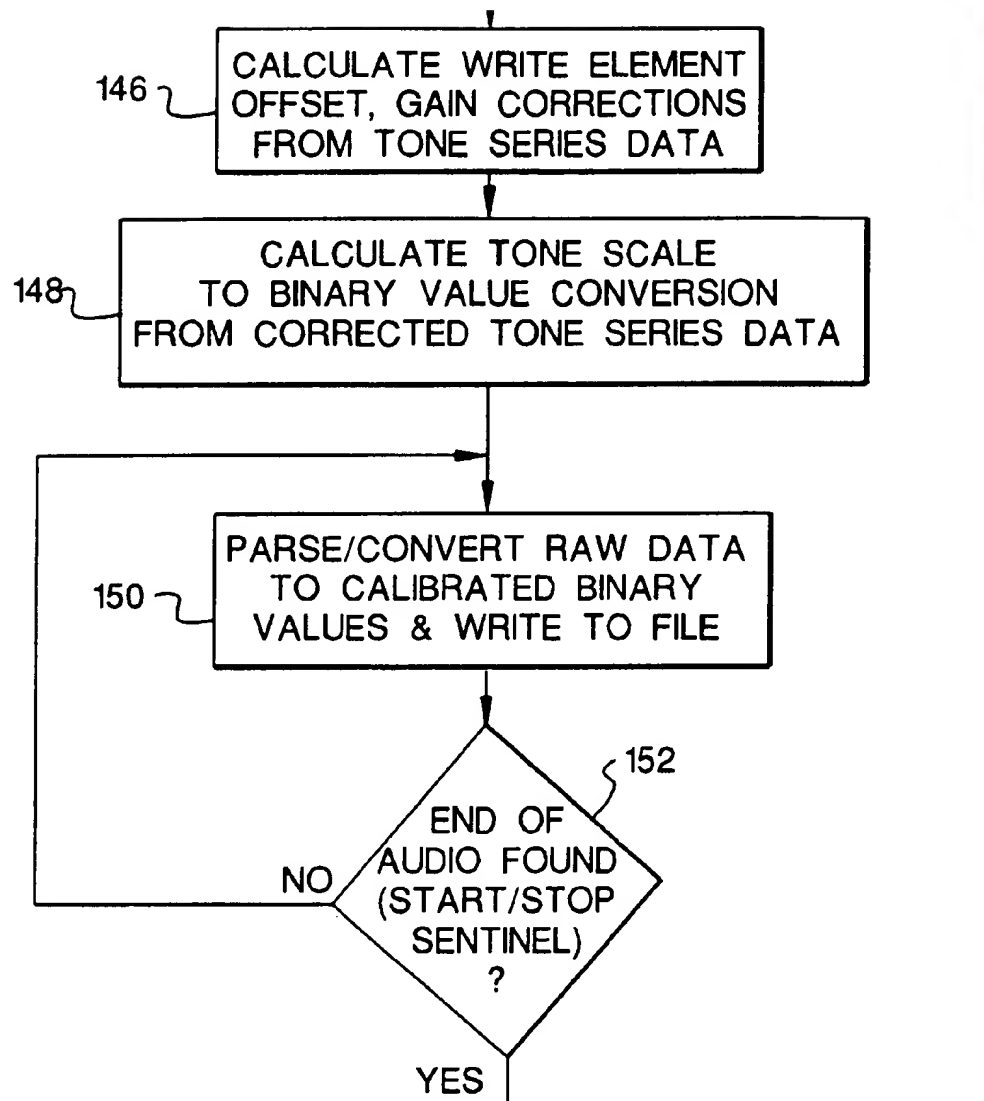 146
CALCULATE WRITE ELEMENT
OFFSET, GAIN CORRECTIONS
FROM TONE SERIES DATA
148
CALCULATE TONE SCALE
TO BINARY VALUE CONVERSION
FROM CORRECTED TONE SERIES DATA
150
PARSE/CONVERT RAW DATA
TO CALIBRATED BINARY
VALUES & WRITE TO FILE
152
END OF
AUDIO FOUND
(START/STOP
SENTINEL)
?
NO
YES